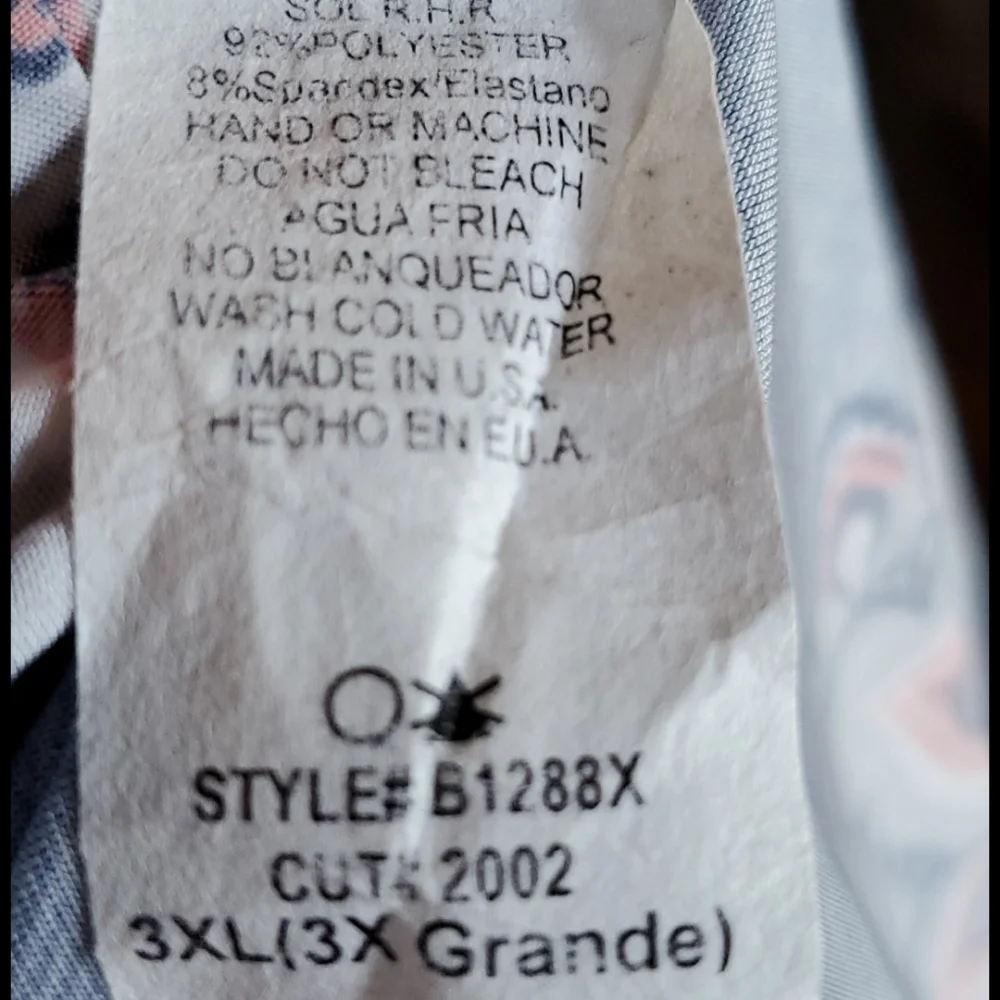 SOL R.H.R
92%POLYESTER
8%Spandex/Elastano
HAND OR MACHINE
DO NOT BLEACH
AGUA FRIA
NO BLANQUEADOR
WASH COLD WATER
MADE IN U.S.A.
HECHO EN EU.A.
STYLE# B1288X
CUT# 2002
3XL(3X Grande)